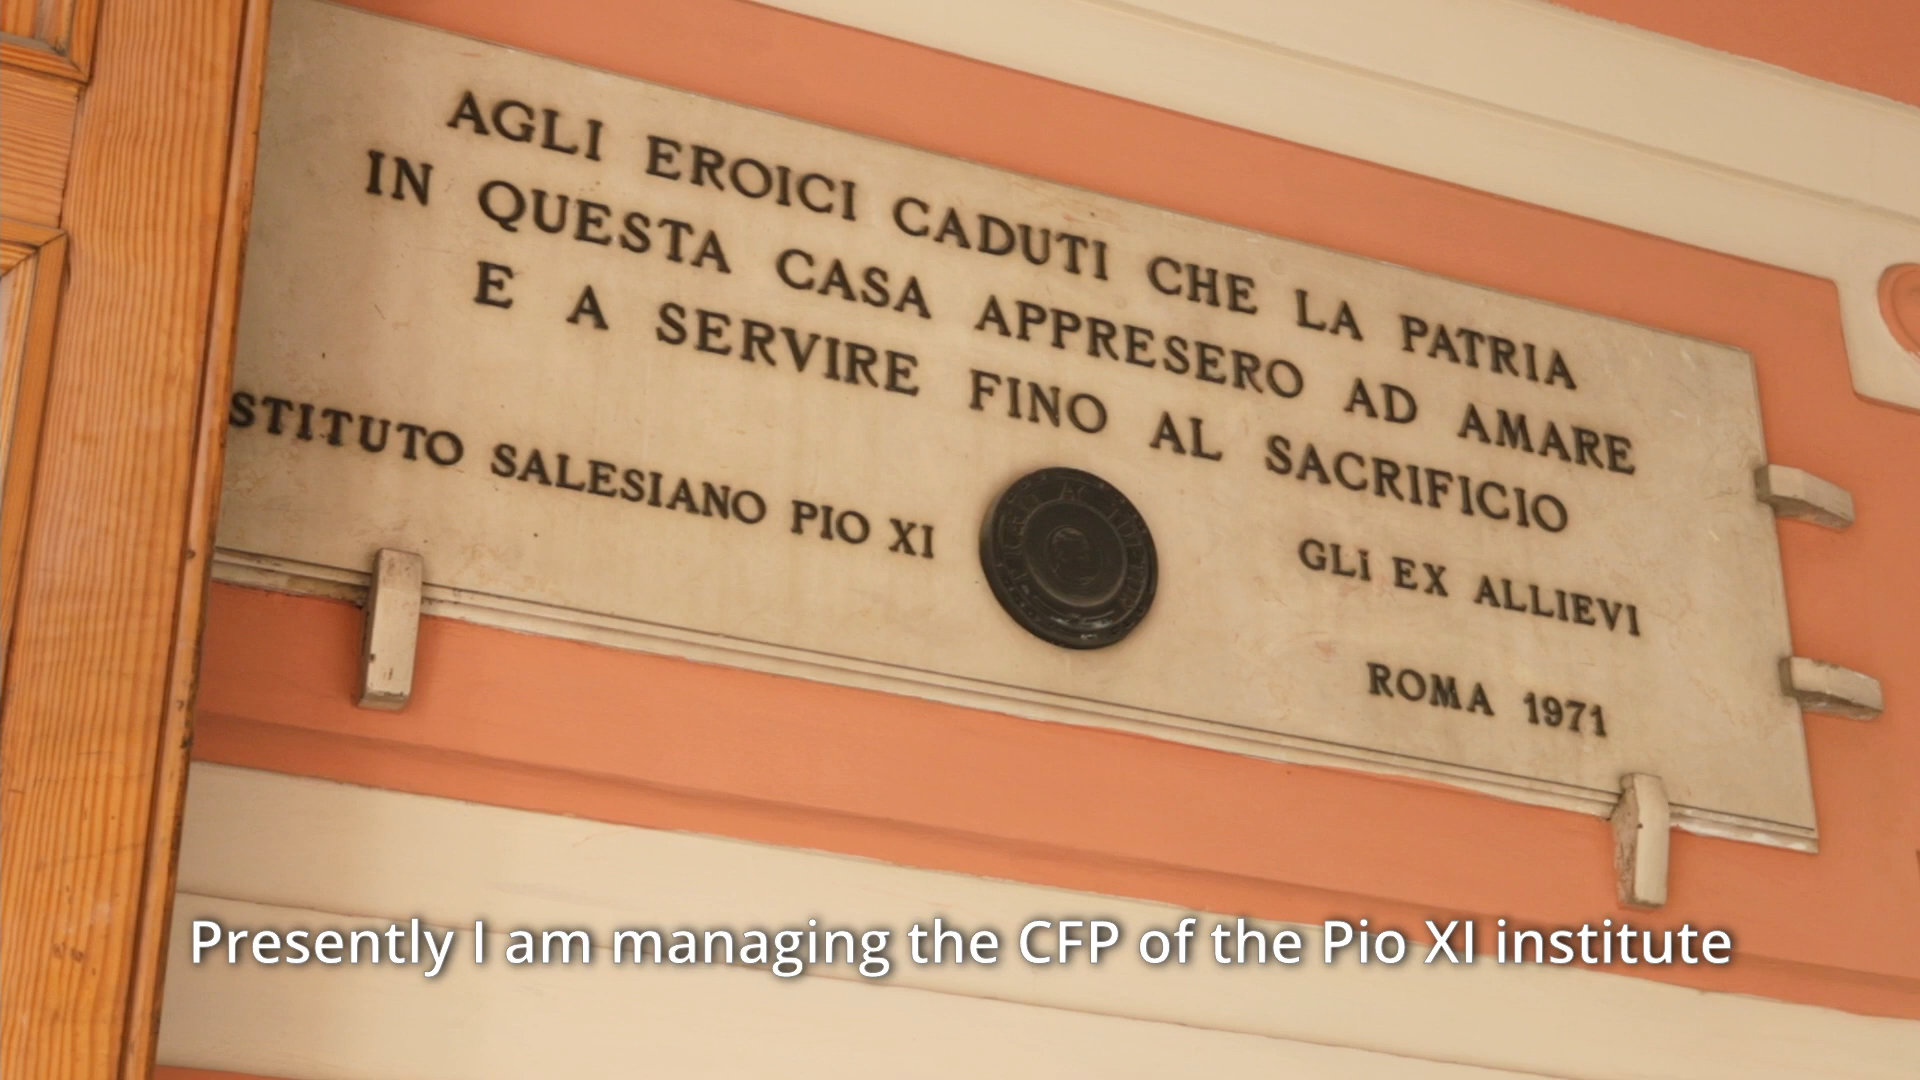 AGLI EROICI CADUTI CHE LA PATRIA
IN QUESTA CASA APPRESERO AD AMARE
E A SERVIRE FINO AL SACRIFICIO
STITUTO SALESIANO PIO XI
GLi EX ALLIEVI
ROMA 1971
Presently I am managing the CFP of the Pio XI institute